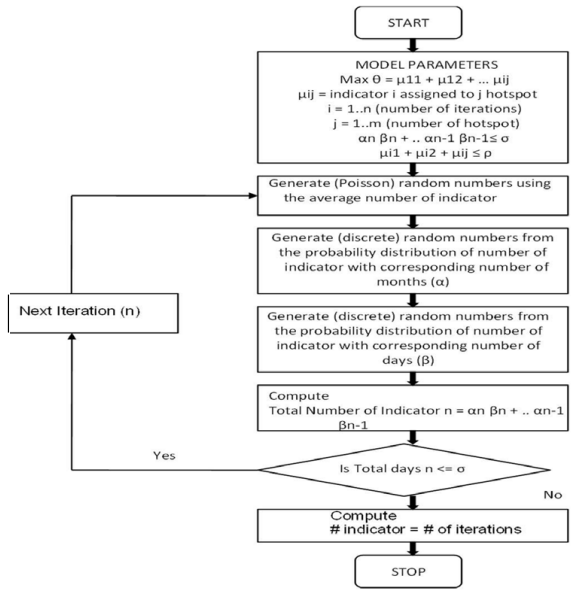 START
MODEL PARAMETERS
Max θ = μ11 + μ12 + ... μij
μij = indicator i assigned to j hotspot
i = 1..n (number of iterations)
j = 1..m (number of hotspot)
αn βn + .. αn-1 βn-1≤ σ
μi1 + μi2 + μij ≤ ρ
Generate (Poisson) random numbers using
the average number of indicator
Generate (discrete) random numbers from
the probability distribution of number of
indicator with corresponding number of
months (α)
Next Iteration (n)
Generate (discrete) random numbers from
the probability distribution of number of
indicator with corresponding number of
days (β)
Compute
Total Number of Indicator n = αn βn + .. αn-1
βn-1
Yes
Is Total days n <= σ
No
Compute
# indicator = # of iterations
STOP